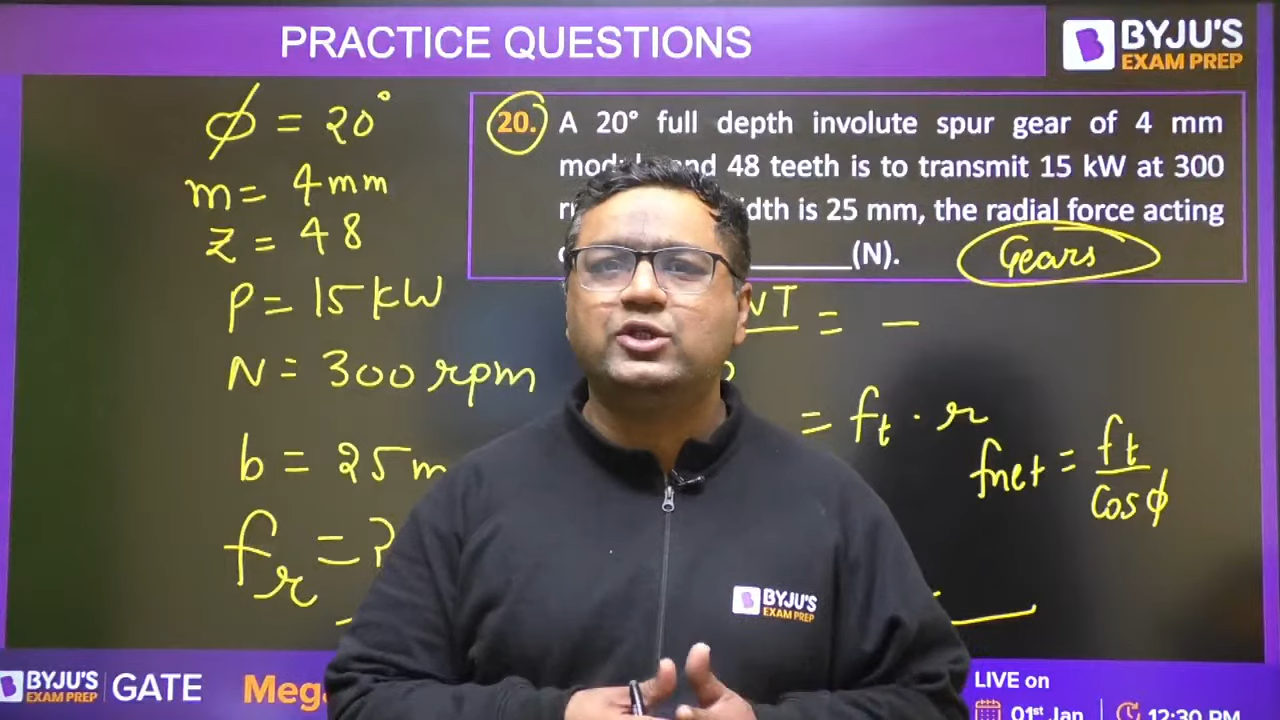 PRACTICE QUESTIONS
BYJU'S
EXAM PREP
φ = 20°
m = 4 mm
z = 48
P = 15 kW
N = 300 rpm
b = 25 m
fr = ?
20. A 20° full depth involute spur gear of 4 mm
48 teeth is to transmit 15 kW at 300
is 25 mm, the radial force acting
(N).
Gears
NT = —
= ft · r
fnet = ft / cos φ
BYJU'S
EXAM PREP
BYJU'S
EXAM PREP
GATE
Mega
LIVE on
01st Jan
12:30 PM